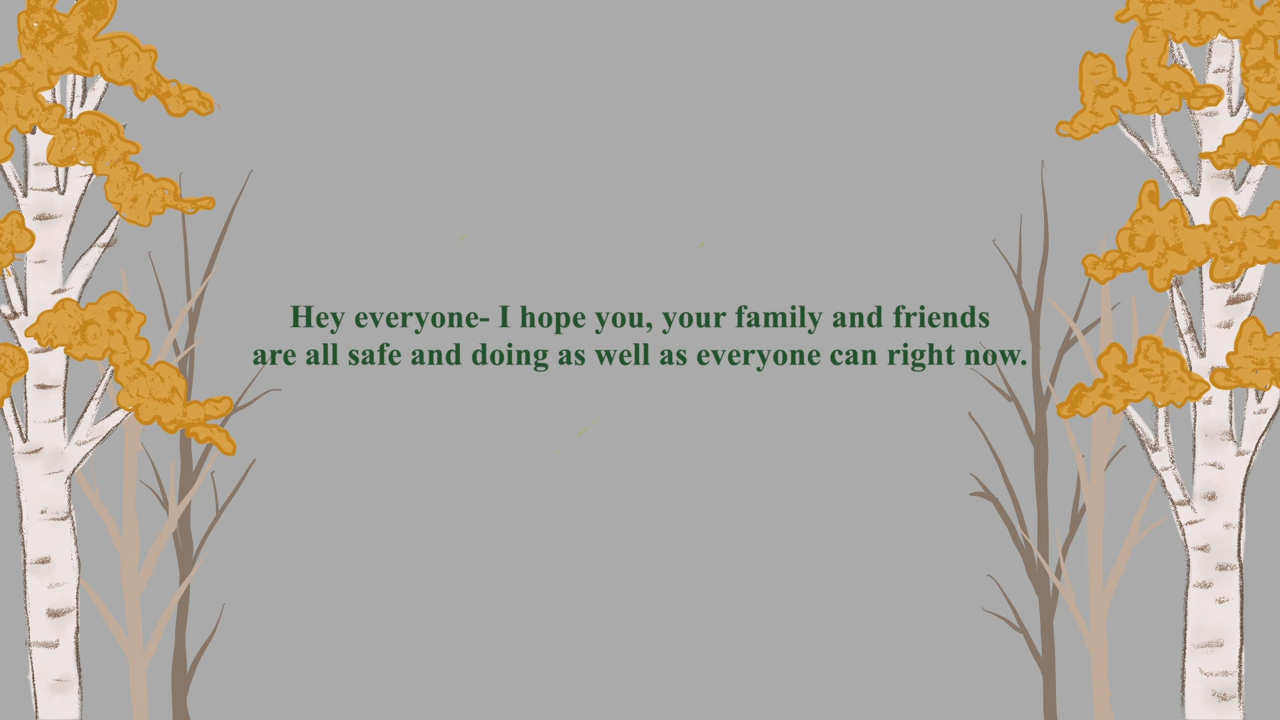 Hey everyone- I hope you, your family and friends
are all safe and doing as well as everyone can right now.